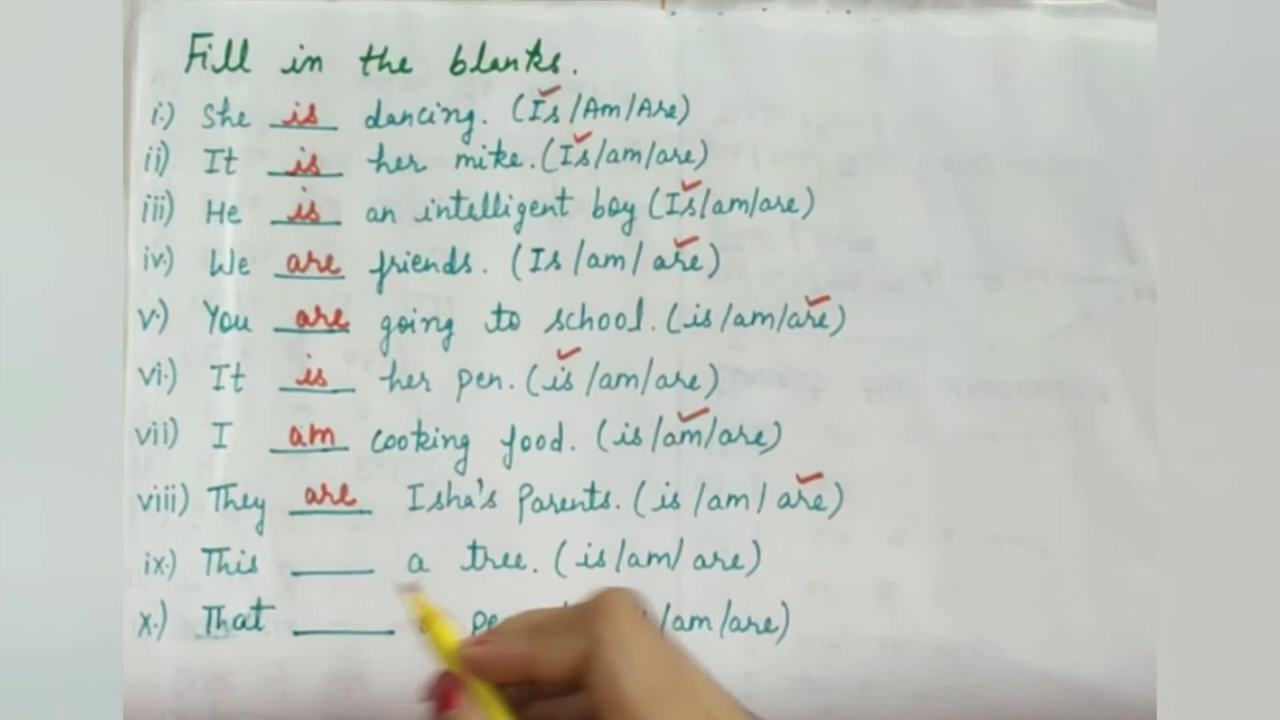 Fill in the blanks.
i.) She is dancing. (Is/Am/Are)
ii) It is her mike. (Is/am/are)
iii) He is an intelligent boy (Is/am/are)
iv.) We are friends. (Is/am/are)
v.) You are going to school. (is/am/are)
vi.) It is her pen. (is/am/are)
vii) I am cooking food. (is/am/are)
viii) They are Isha's Parents. (is/am/are)
ix.) This ____ a tree. (is/am/are)
x.) That ____ /am/are)